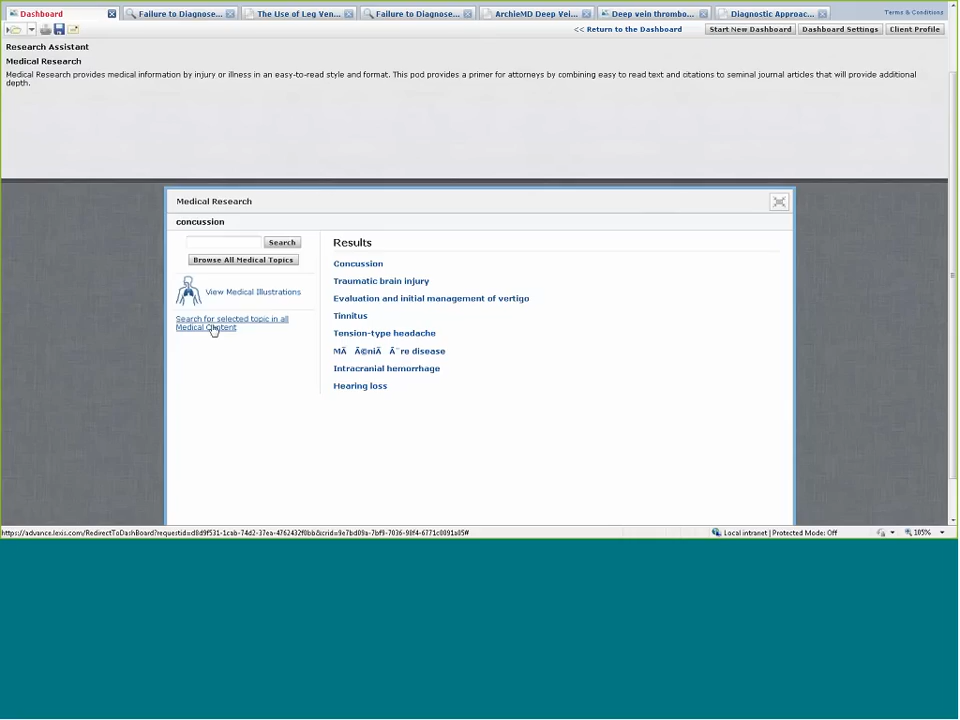 Dashboard
Failure to Diagnose...
The Use of Leg Ven...
Failure to Diagnose...
ArchieMD Deep Vei...
Deep vein thrombo...
Diagnostic Approac...
Terms & Conditions
<< Return to the Dashboard
Start New Dashboard
Dashboard Settings
Client Profile
Research Assistant
Medical Research
Medical Research provides medical information by injury or illness in an easy-to-read style and format. This pod provides a primer for attorneys by combining easy to read text and citations to seminal journal articles that will provide additional
depth.
Medical Research
concussion
Search
Browse All Medical Topics
View Medical Illustrations
Search for selected topic in all
Medical Content
Results
Concussion
Traumatic brain injury
Evaluation and initial management of vertigo
Tinnitus
Tension-type headache
MÃ Ã©niÃ Ã¨re disease
Intracranial hemorrhage
Hearing loss
Local intranet | Protected Mode: Off
105%